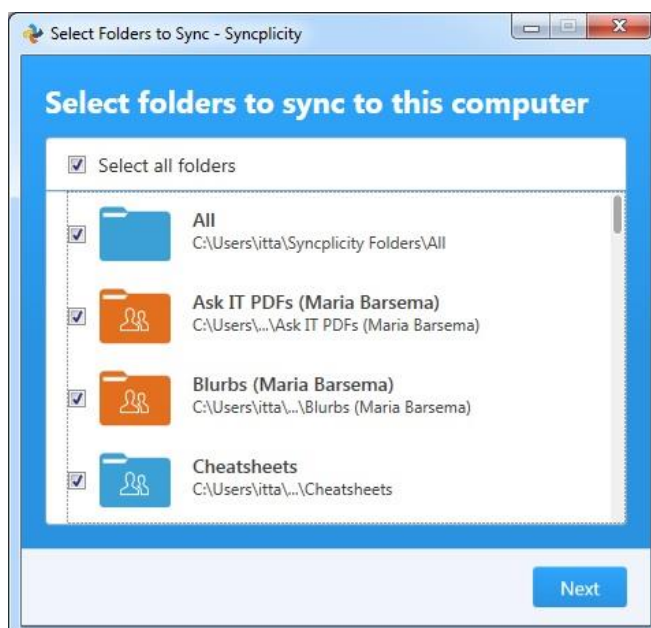 Select Folders to Sync - Syncplicity
Select folders to sync to this computer
Select all folders
All
C:\Users\itta\Syncplicity Folders\All
Ask IT PDFs (Maria Barsema)
C:\Users\...\Ask IT PDFs (Maria Barsema)
Blurbs (Maria Barsema)
C:\Users\itta\...\Blurbs (Maria Barsema)
Cheatsheets
C:\Users\itta\...\Cheatsheets
Next